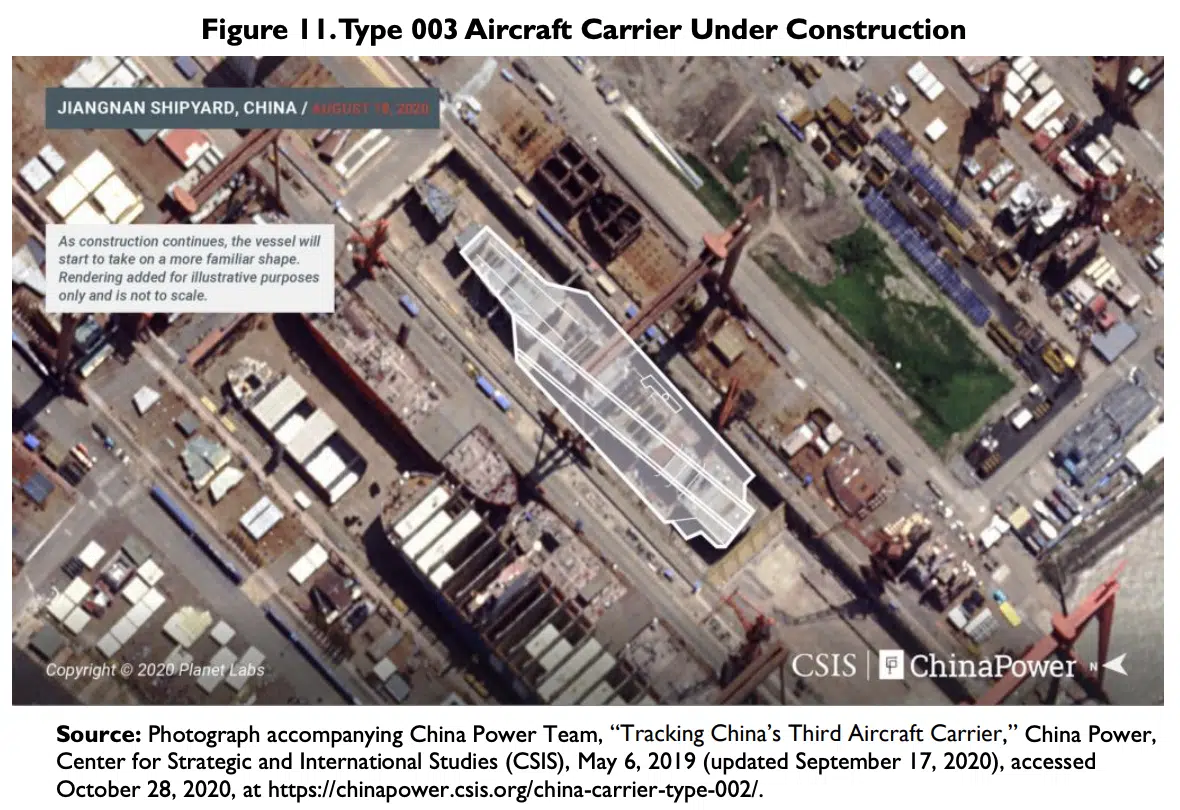 Figure 11. Type 003 Aircraft Carrier Under Construction
JIANGNAN SHIPYARD, CHINA / AUGUST 18, 2020
As construction continues, the vessel will
start to take on a more familiar shape.
Rendering added for illustrative purposes
only and is not to scale.
Copyright © 2020 Planet Labs
CSIS | ChinaPower
N
Source: Photograph accompanying China Power Team, “Tracking China’s Third Aircraft Carrier,” China Power,
Center for Strategic and International Studies (CSIS), May 6, 2019 (updated September 17, 2020), accessed
October 28, 2020, at https://chinapower.csis.org/china-carrier-type-002/.